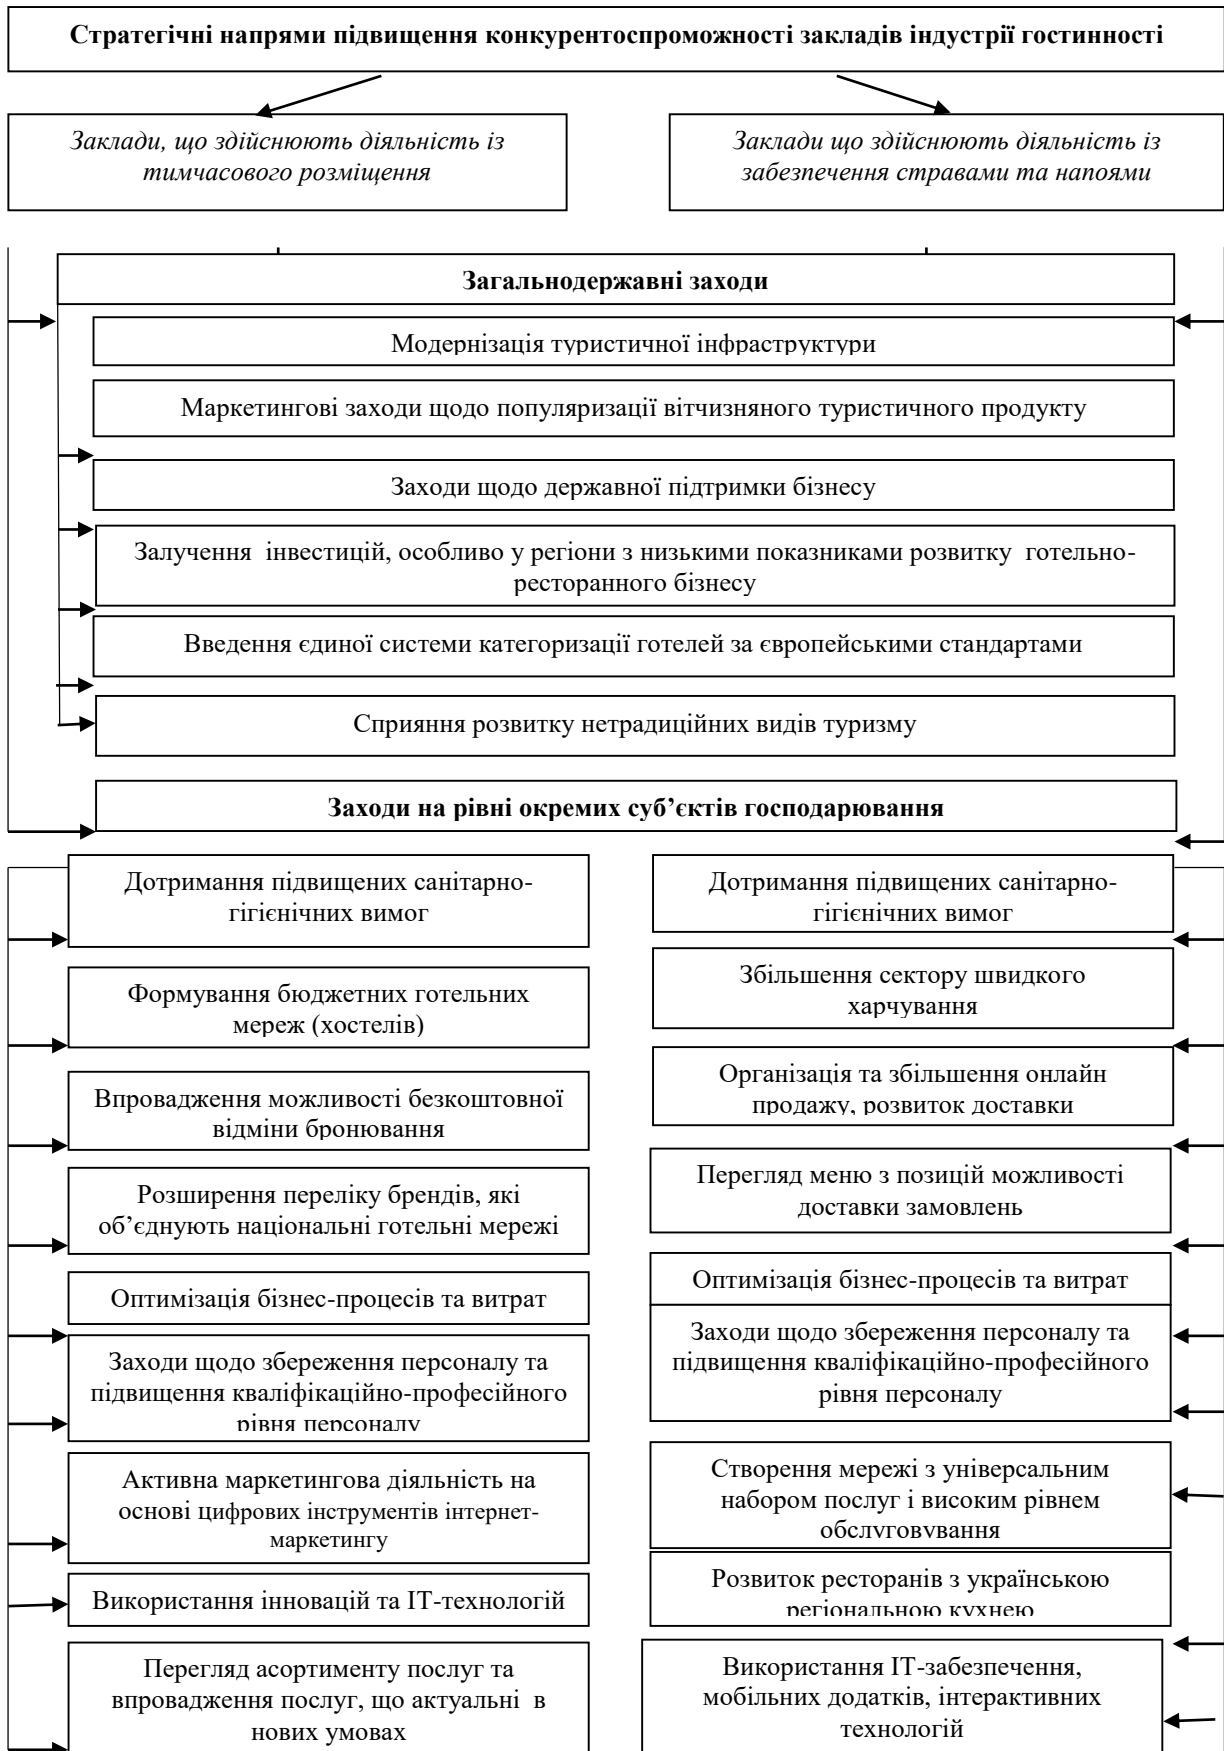 Стратегічні напрями підвищення конкурентоспроможності закладів індустрії гостинності
Заклади, що здійснюють діяльність із
тимчасового розміщення
Заклади що здійснюють діяльність із
забезпечення стравами та напоями
Загальнодержавні заходи
Модернізація туристичної інфраструктури
Маркетингові заходи щодо популяризації вітчизняного туристичного продукту
Заходи щодо державної підтримки бізнесу
Залучення інвестицій, особливо у регіони з низькими показниками розвитку готельно-
ресторанного бізнесу
Введення єдиної системи категоризації готелей за європейськими стандартами
Сприяння розвитку нетрадиційних видів туризму
Заходи на рівні окремих суб’єктів господарювання
Дотримання підвищених санітарно-
гігієнічних вимог
Формування бюджетних готельних
мереж (хостелів)
Впровадження можливості безкоштовної
відміни бронювання
Розширення переліку брендів, які
об’єднують національні готельні мережі
Оптимізація бізнес-процесів та витрат
Заходи щодо збереження персоналу та
підвищення кваліфікаційно-професійного
рівня персоналу
Активна маркетингова діяльність на
основі цифрових інструментів інтернет-
маркетингу
Використання інновацій та ІТ-технологій
Перегляд асортименту послуг та
впровадження послуг, що актуальні в
нових умовах
Дотримання підвищених санітарно-
гігієнічних вимог
Збільшення сектору швидкого
харчування
Організація та збільшення онлайн
продажу, розвиток доставки
Перегляд меню з позицій можливості
доставки замовлень
Оптимізація бізнес-процесів та витрат
Заходи щодо збереження персоналу та
підвищення кваліфікаційно-професійного
рівня персоналу
Створення мережі з універсальним
набором послуг і високим рівнем
обслуговування
Розвиток ресторанів з українською
регіональною кухнею
Використання ІТ-забезпечення,
мобільних додатків, інтерактивних
технологій